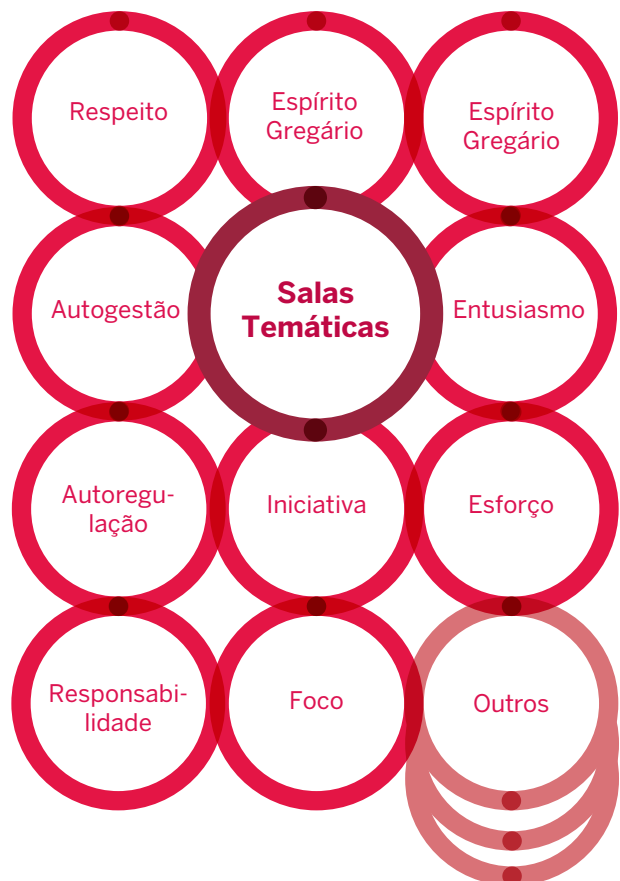 Respeito
Espírito
Gregário
Espírito
Gregário
Autogestão
Salas
Temáticas
Entusiasmo
Autoregu-
lação
Iniciativa
Esforço
Responsabi-
lidade
Foco
Outros